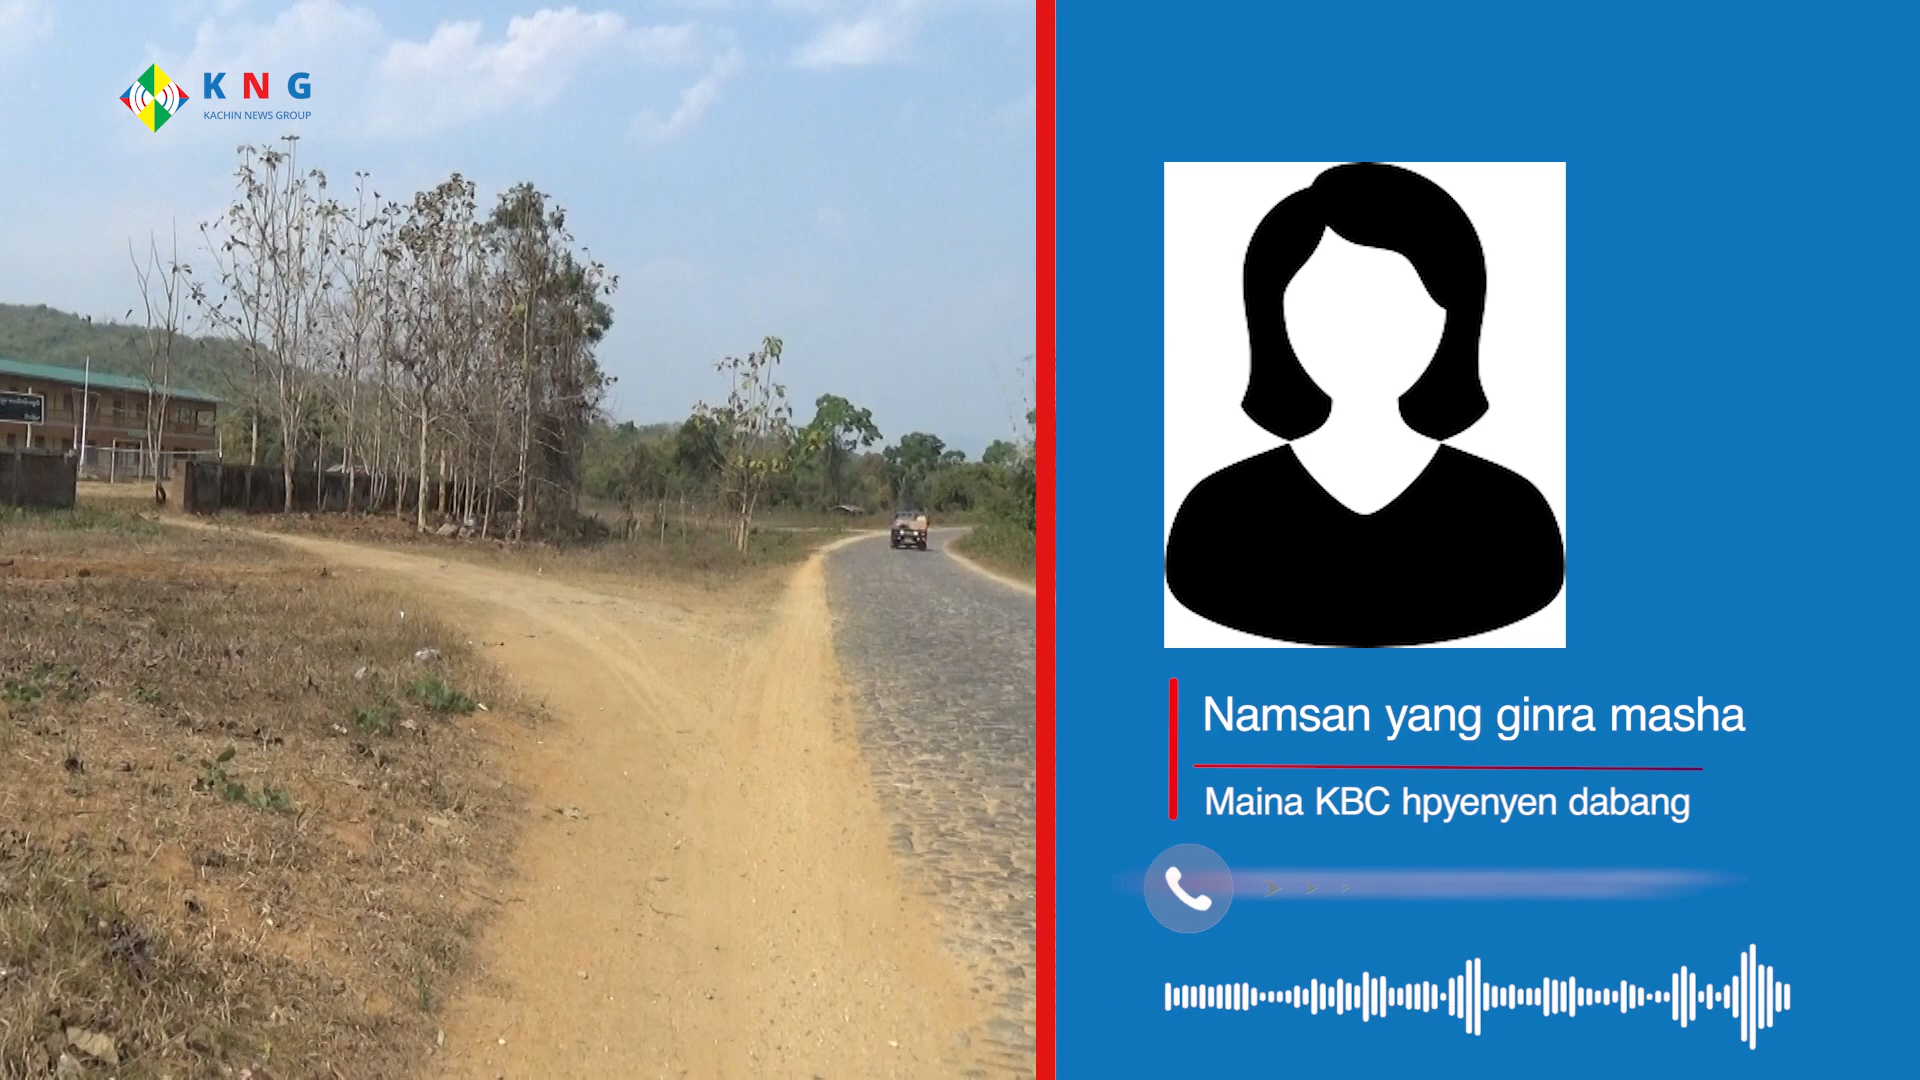 K N G
KACHIN NEWS GROUP
Namsan yang ginra masha
Maina KBC hpyenyen dabang